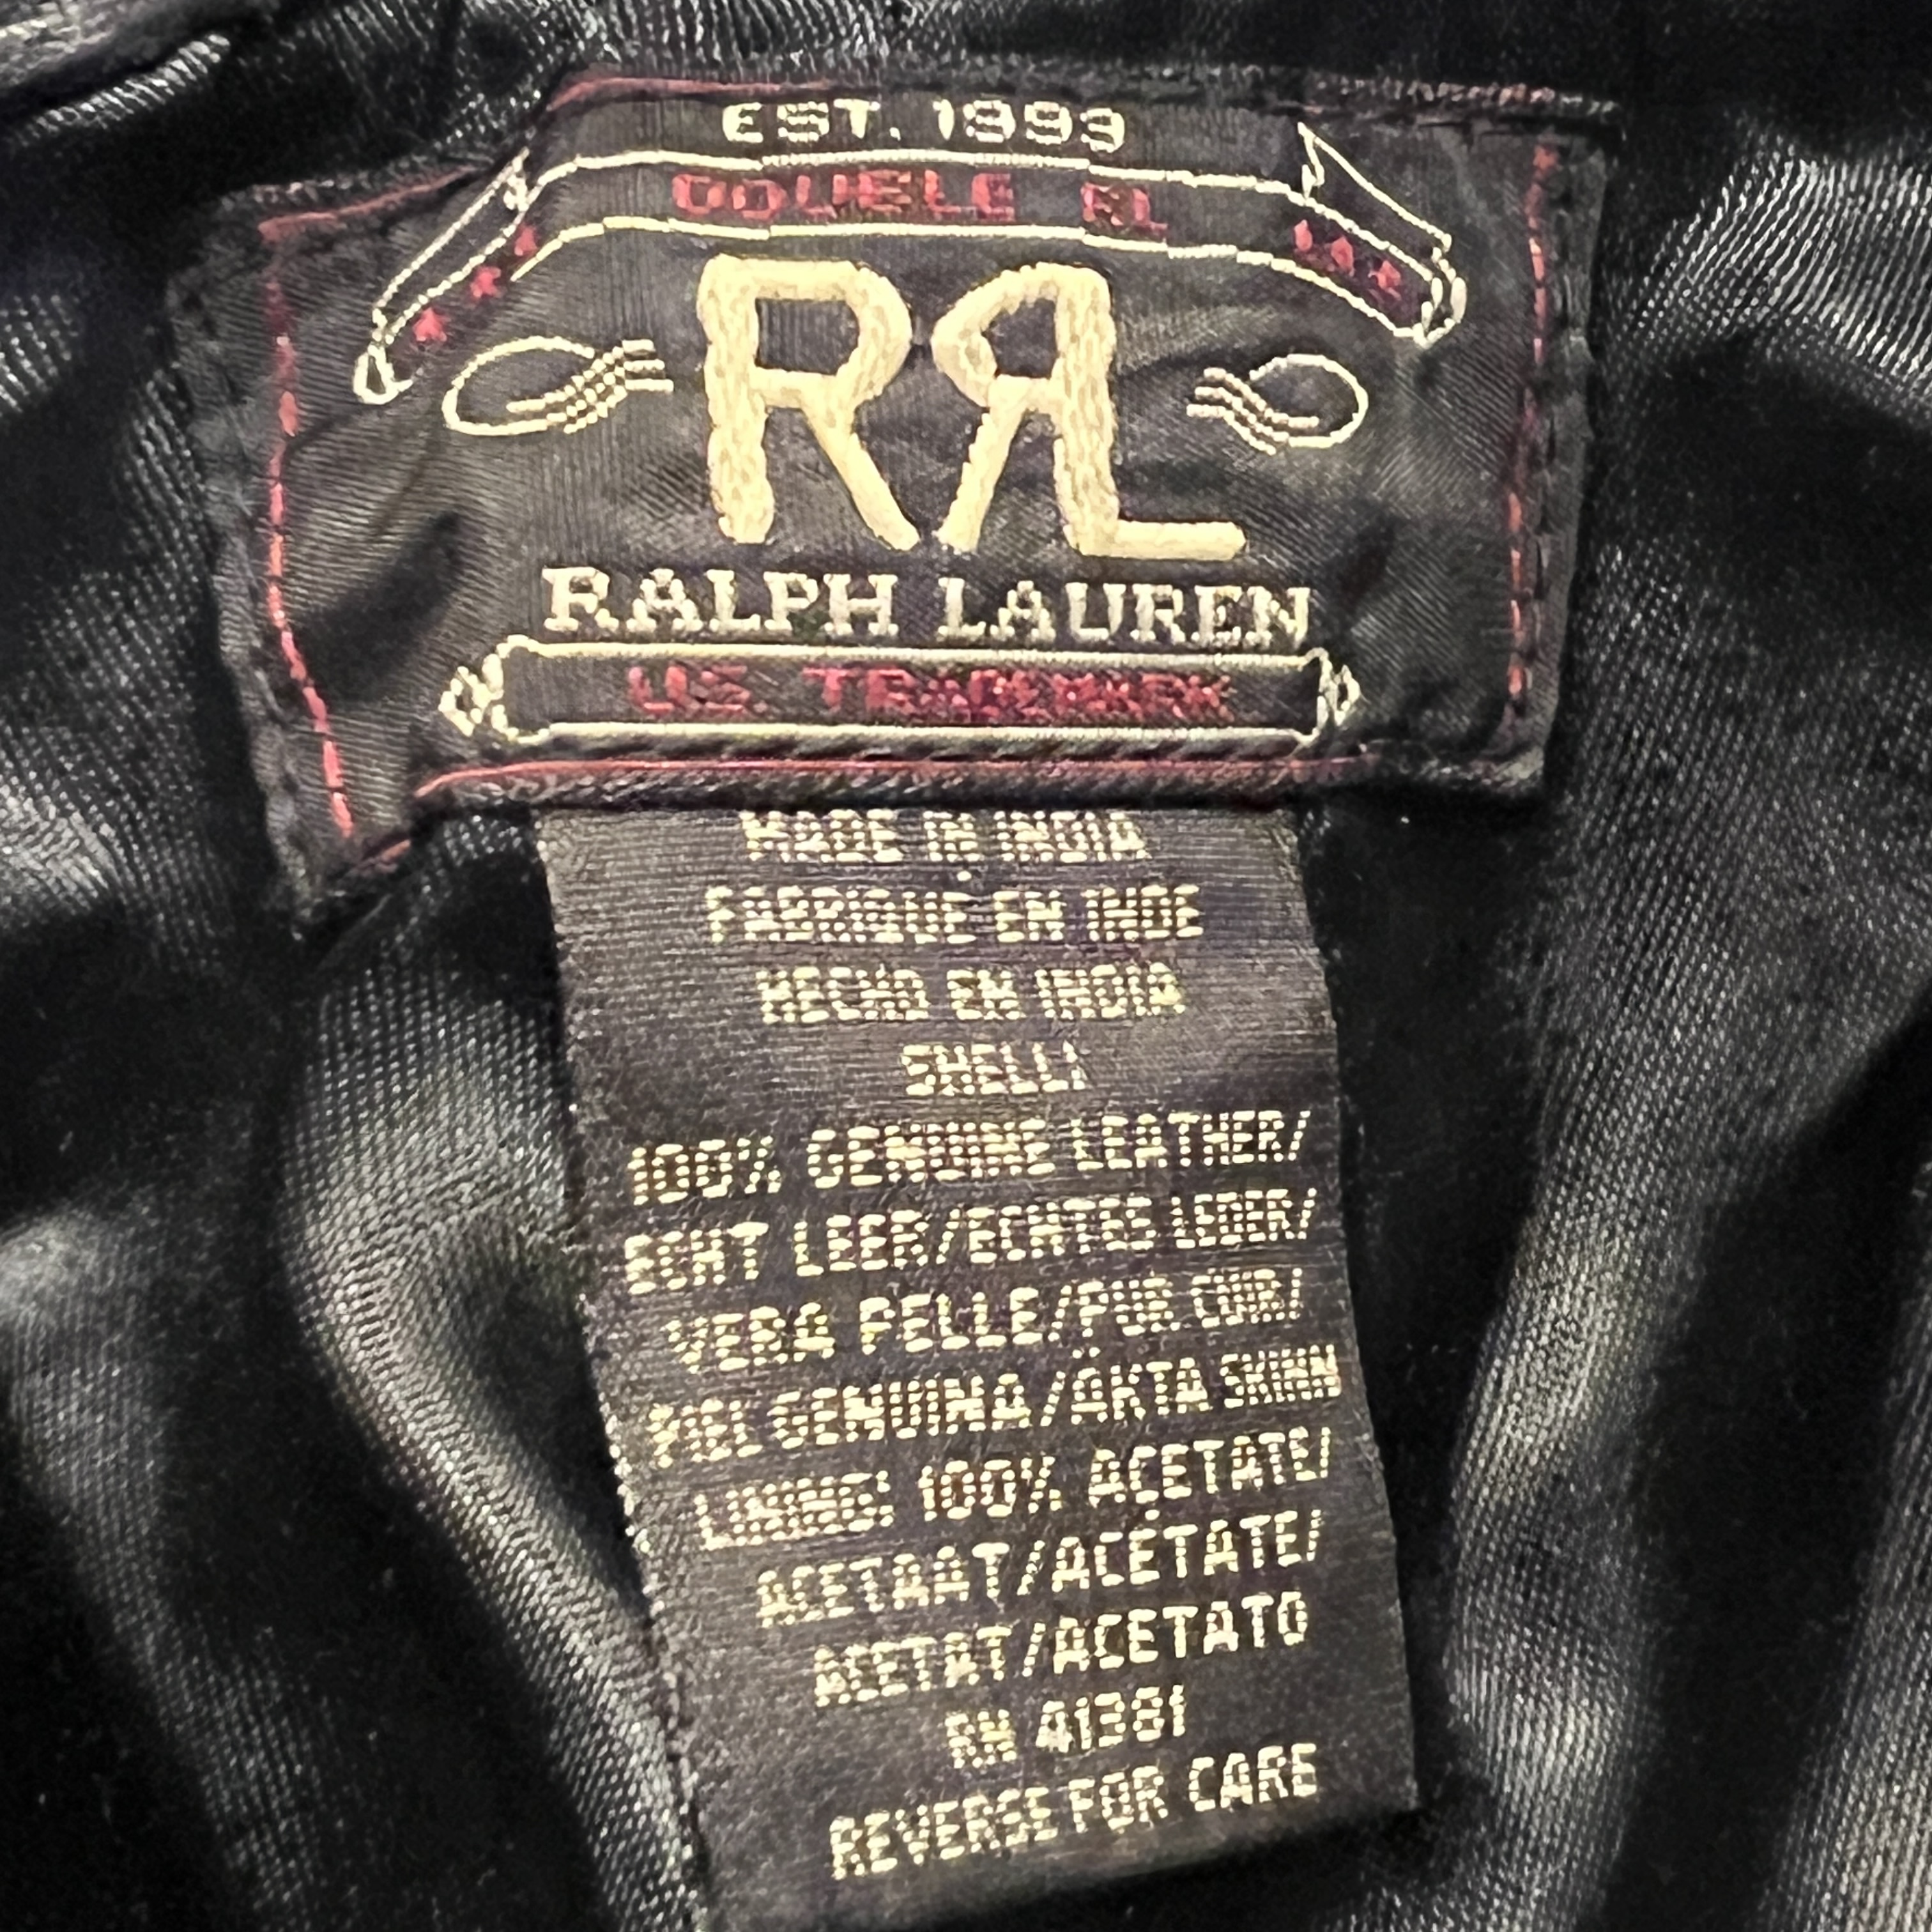 EST. 1993
DOUBLE RL
RRL
RALPH LAUREN
U.S. TRADEMARK
MADE IN INDIA
FABRIQUE EN INDE
HECHO EN INDIA
SHELL:
100% GENUINE LEATHER/
ECHT LEER/ECHTES LEDER/
VERA PELLE/PUR CUIR/
PIEL GENUINA/ÄKTA SKINN
LINING: 100% ACETATE/
ACETAAT/ACÉTATE/
ACETAT/ACETATO
RN 41381
REVERSE FOR CARE